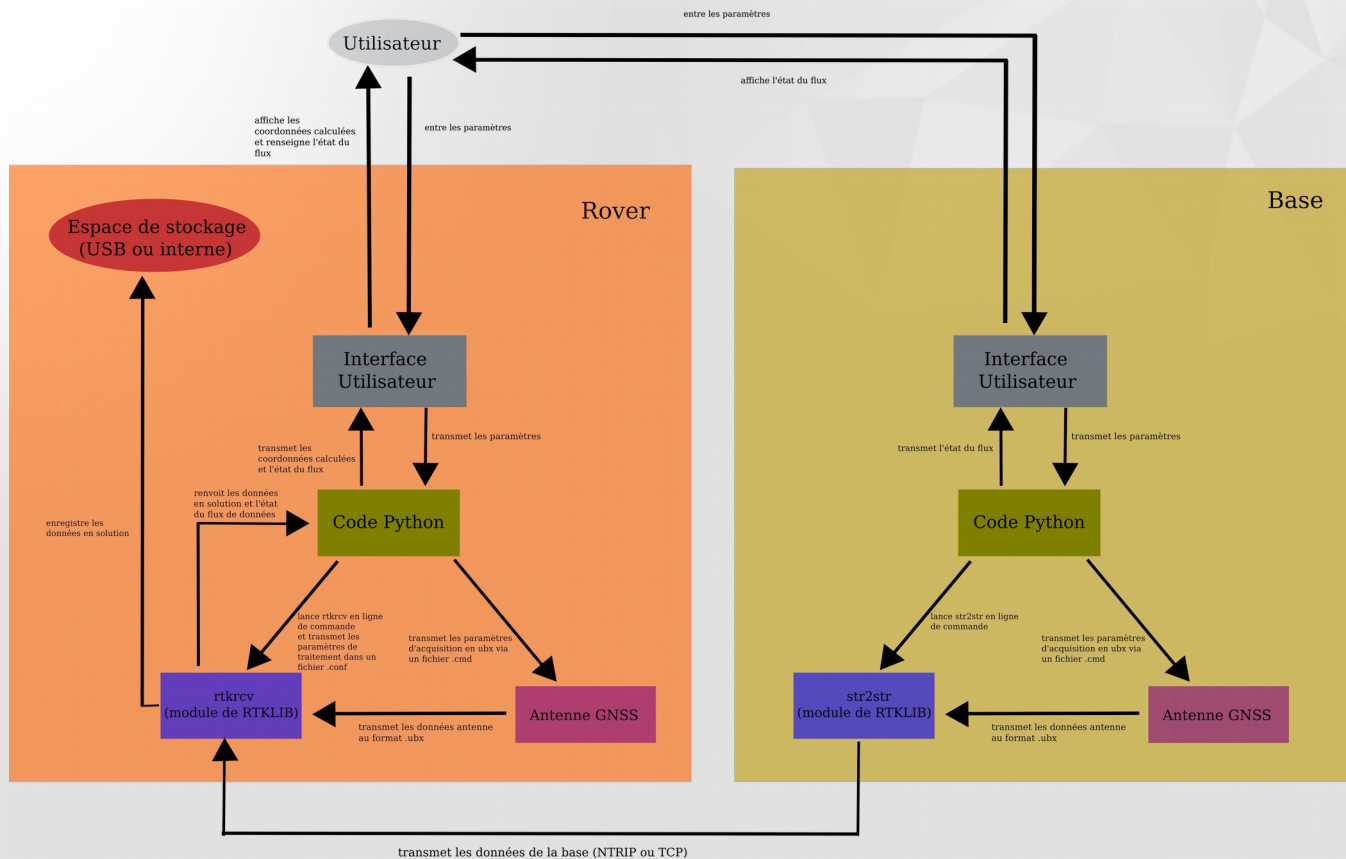 entre les paramètres
Utilisateur
affiche l'état du flux
affiche les
coordonnées calculées
et renseigne l'état du
flux
entre les paramètres
Rover
Base
Espace de stockage
(USB ou interne)
Interface
Utilisateur
Interface
Utilisateur
transmet les
coordonnées calculées
et l'état du flux
transmet les paramètres
transmet l'état du flux
transmet les paramètres
renvoit les données
en solution et l'état
du flux de données
enregistre les
données en solution
Code Python
Code Python
lance rtkrcv en ligne
de commande
et transmet les
paramètres de
traitement dans un
fichier .conf
transmet les paramètres
d'acquisition en ubx via
un fichier .cmd
lance str2str en ligne
de commande
transmet les paramètres
d'acquisition en ubx via
un fichier .cmd
rtkrcv
(module de RTKLIB)
Antenne GNSS
str2str
(module de RTKLIB)
Antenne GNSS
transmet les données antenne
au format .ubx
transmet les données antenne
au format .ubx
transmet les données de la base (NTRIP ou TCP)